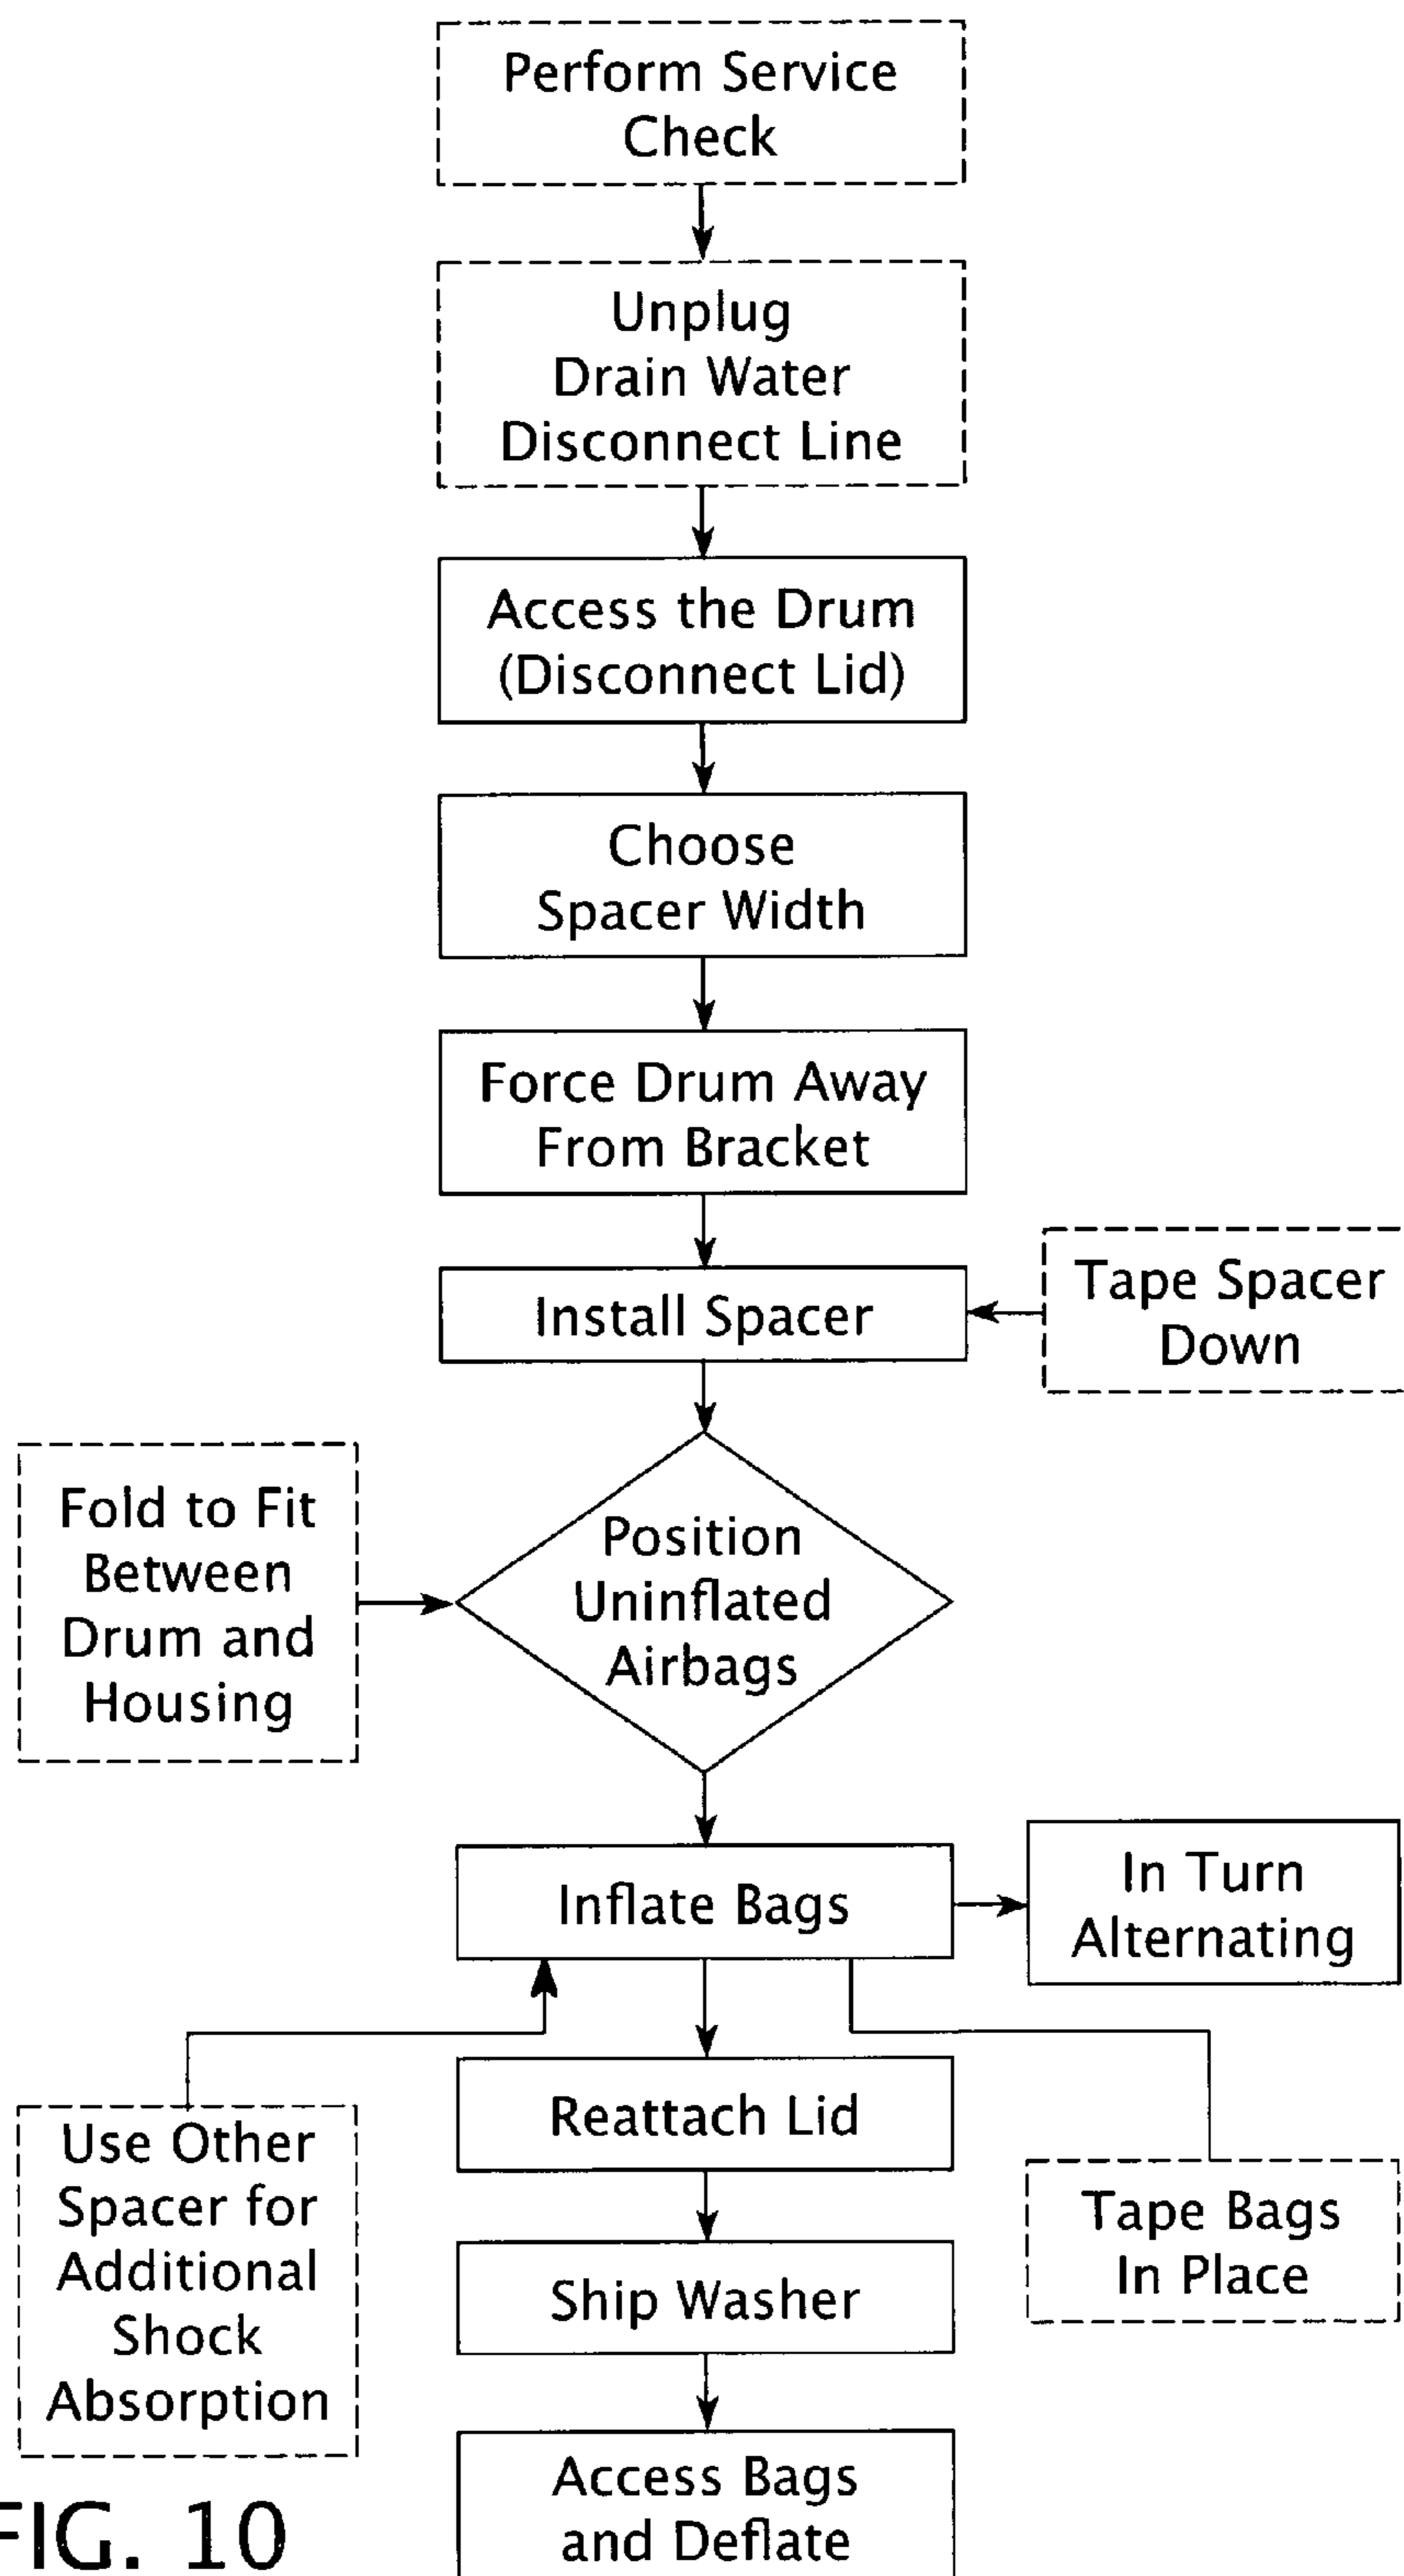 Perform Service
Check
Unplug
Drain Water
Disconnect Line
Access the Drum
(Disconnect Lid)
Choose
Spacer Width
Force Drum Away
From Bracket
Install Spacer
Tape Spacer
Down
Fold to Fit
Between
Drum and
Housing
Position
Uninflated
Airbags
Inflate Bags
In Turn
Alternating
Reattach Lid
Use Other
Spacer for
Additional
Shock
Absorption
Tape Bags
In Place
Ship Washer
Access Bags
and Deflate
FIG. 10